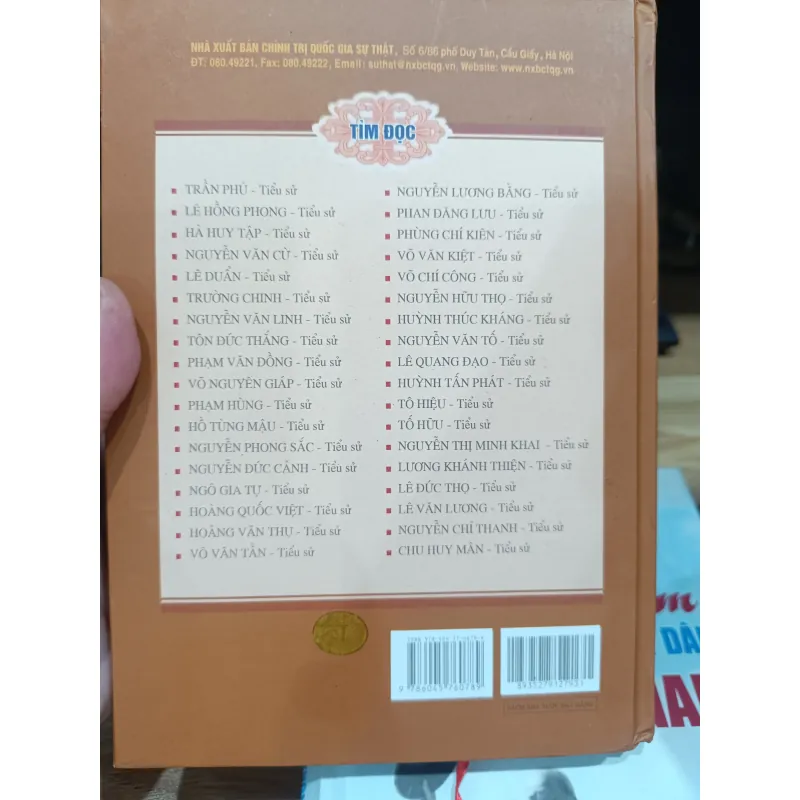 NHÀ XUẤT BẢN CHÍNH TRỊ QUỐC GIA SỰ THẬT, Số 6/86 phố Duy Tân, Cầu Giấy, Hà Nội
ĐT: 080.49221, Fax: 080.49222, Email: suthat@nxbctqg.vn, Website: www.nxbctqg.vn
TÌM ĐỌC
TRẦN PHÚ - Tiểu sử
LÊ HỒNG PHONG - Tiểu sử
HÀ HUY TẬP - Tiểu sử
NGUYỄN VĂN CỪ - Tiểu sử
LÊ DUẨN - Tiểu sử
TRƯỜNG CHINH - Tiểu sử
NGUYỄN VĂN LINH - Tiểu sử
TÔN ĐỨC THẮNG - Tiểu sử
PHẠM VĂN ĐỒNG - Tiểu sử
VÕ NGUYÊN GIÁP - Tiểu sử
PHẠM HÙNG - Tiểu sử
HỒ TÙNG MẬU - Tiểu sử
NGUYỄN PHONG SẮC - Tiểu sử
NGUYỄN ĐỨC CẢNH - Tiểu sử
NGÔ GIA TỰ - Tiểu sử
HOÀNG QUỐC VIỆT - Tiểu sử
HOÀNG VĂN THỤ - Tiểu sử
VÕ VĂN TẦN - Tiểu sử
NGUYỄN LƯƠNG BẰNG - Tiểu sử
PHAN ĐĂNG LƯU - Tiểu sử
PHÙNG CHÍ KIÊN - Tiểu sử
VÕ VĂN KIỆT - Tiểu sử
VÕ CHÍ CÔNG - Tiểu sử
NGUYỄN HỮU THỌ - Tiểu sử
HUỲNH THÚC KHÁNG - Tiểu sử
NGUYỄN VĂN TỐ - Tiểu sử
LÊ QUANG ĐẠO - Tiểu sử
HUỲNH TẤN PHÁT - Tiểu sử
TÔ HIỆU - Tiểu sử
TỐ HỮU - Tiểu sử
NGUYỄN THỊ MINH KHAI - Tiểu sử
LƯƠNG KHÁNH THIỆN - Tiểu sử
LÊ ĐỨC THỌ - Tiểu sử
LÊ VĂN LƯƠNG - Tiểu sử
NGUYỄN CHÍ THANH - Tiểu sử
CHU HUY MÂN - Tiểu sử
9 786045 760789